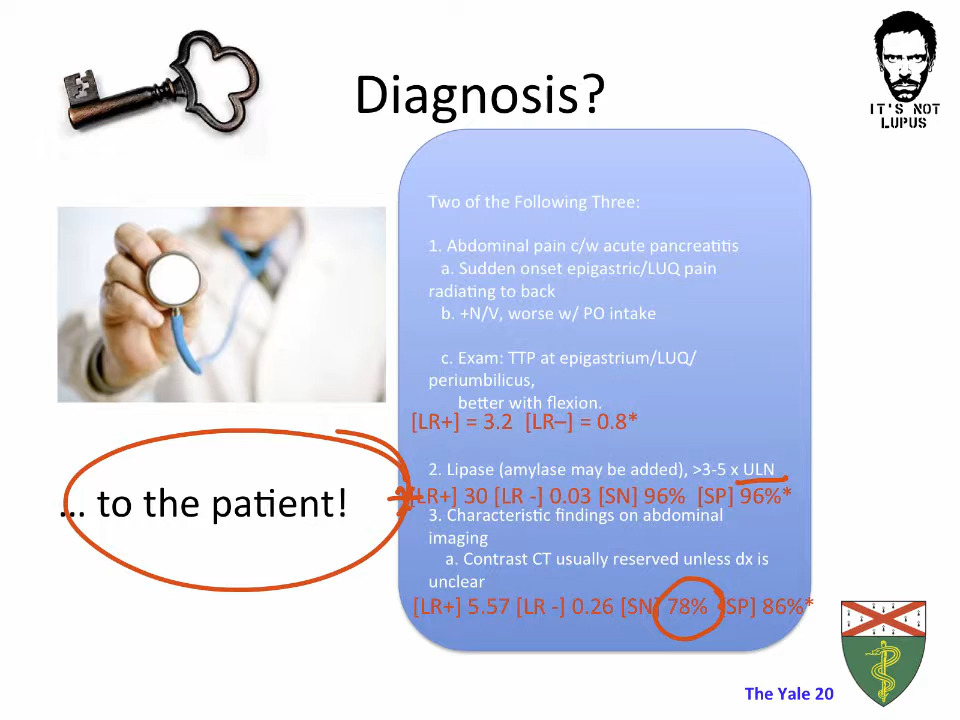 Diagnosis?
IT'S NOT
LUPUS
Two of the Following Three:
1. Abdominal pain c/w acute pancreatitis
a. Sudden onset epigastric/LUQ pain
radiating to back
b. +N/V, worse w/ PO intake
c. Exam: TTP at epigastrium/LUQ/
periumbilicus,
better with flexion.
[LR+] = 3.2 [LR–] = 0.8*
2. Lipase (amylase may be added), >3-5 x ULN
[LR+] 30 [LR -] 0.03 [SN] 96% [SP] 96%*
3. Characteristic findings on abdominal
imaging
a. Contrast CT usually reserved unless dx is
unclear
[LR+] 5.57 [LR -] 0.26 [SN] 78% [SP] 86%*
... to the patient!
The Yale 20